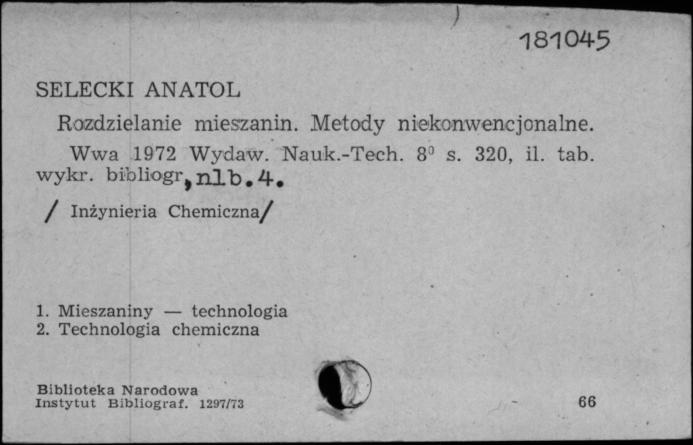 181045
SELECKI ANATOL
Rozdzielanie mieszanin. Metody niekonwencjonalne.
Wwa 1972 Wydaw. Nauk.-Tech. 8⁰ s. 320, il. tab.
wykr. bibliogr, nlb. 4.
/ Inżynieria Chemiczna/
1. Mieszaniny — technologia
2. Technologia chemiczna
Biblioteka Narodowa
Instytut Bibliograf. 1297/73
66